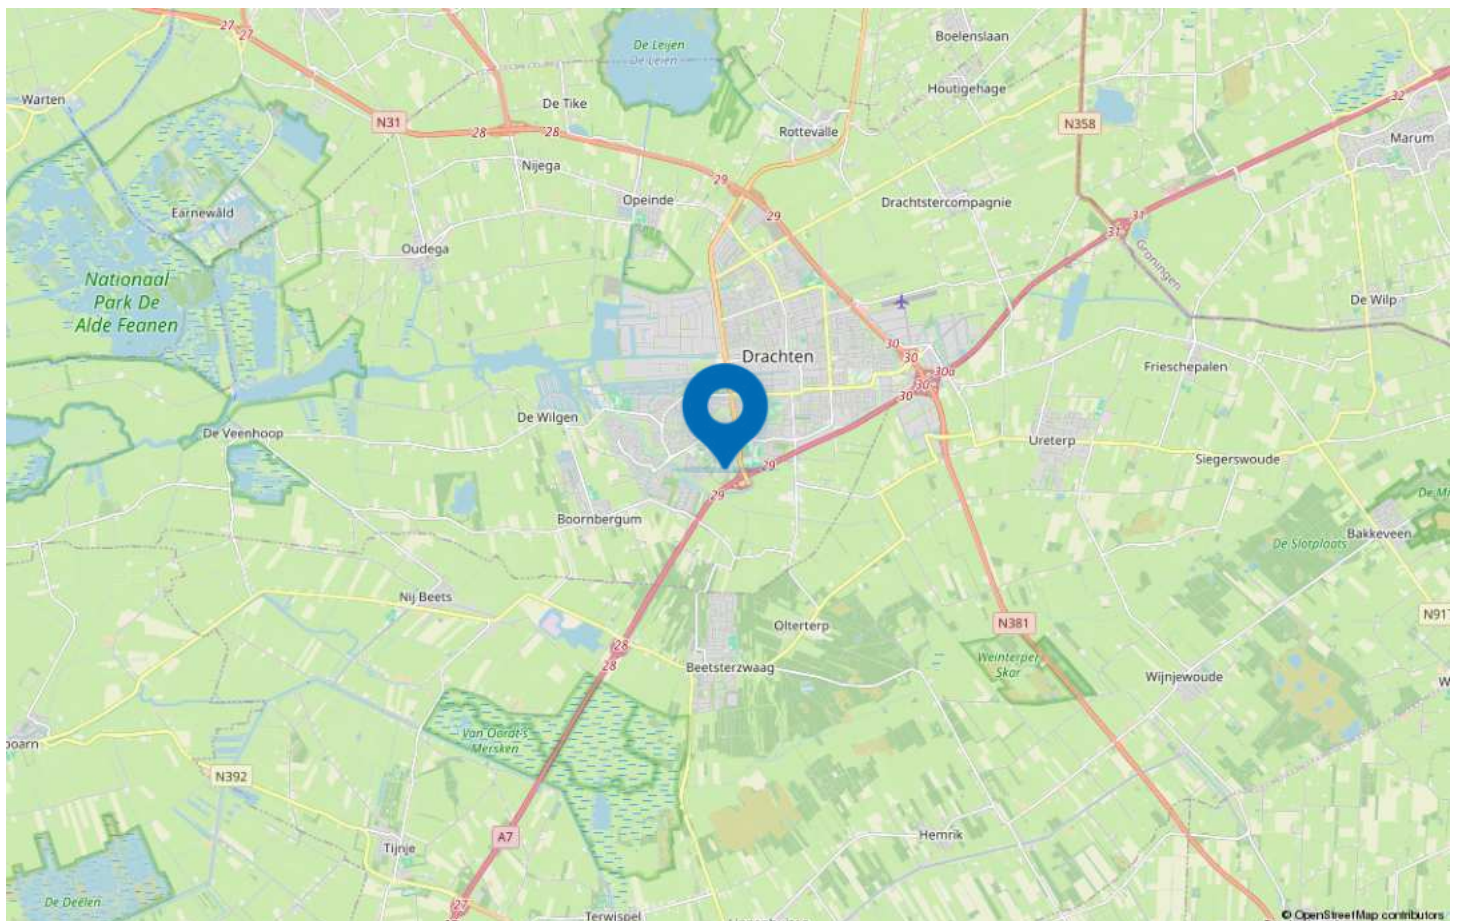 27
27
De Leijen
De Leien
Boelenslaan
Warten
N31
De Tike
Houtigehage
32
28
28
Rottevalle
N358
Marum
Nijega
29
Opeinde
Earnewâld
29
Drachtstercompagnie
31
31
Oudega
Groningen
Nationaal
Park De
Alde Feanen
De Wilp
30
30
Drachten
30a
30
30
Frieschepalen
De Wilgen
De Veenhoop
Ureterp
29
Siegerswoude
29
De M
Boornbergum
Bakkeveen
De Slotplaats
Nij Beets
N917
Olterterp
N381
28
28
Beetsterzwaag
Weinterper
Skar
Wijnjewoude
W
Van Oordt's
Mersken
oarn
N392
A7
Hemrik
Tijnje
De Deelen
27
Terwispel
© OpenStreetMap contributors